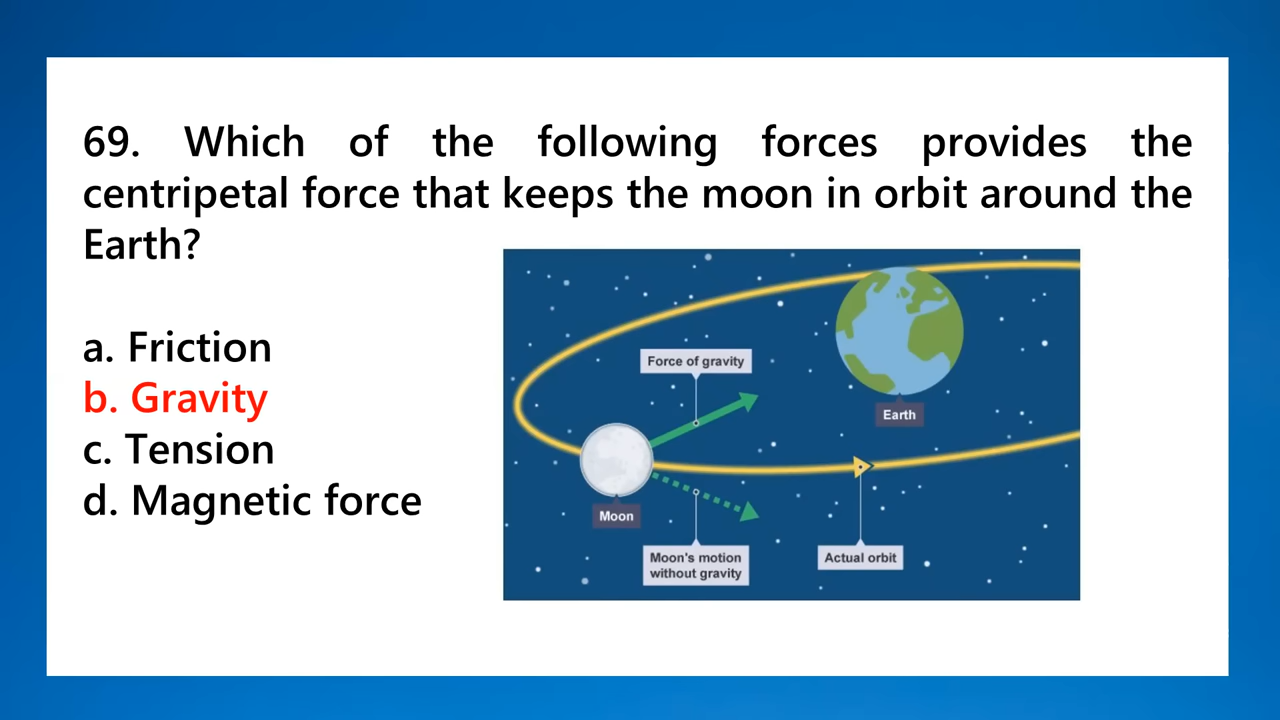 69. Which of the following forces provides the
centripetal force that keeps the moon in orbit around the
Earth?
a. Friction
b. Gravity
c. Tension
d. Magnetic force
Force of gravity
Earth
Moon
Moon's motion
without gravity
Actual orbit